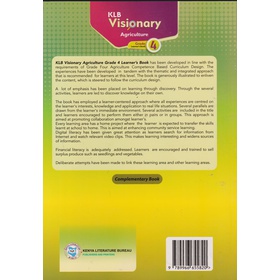 KLB
Visionary
Agriculture
4
KLB Visionary Agriculture Grade 4 Learner's Book has been developed in line with the
requirements of Grade Four Agriculture Competence Based Curriculum Design. The
experiences have been developed in tandem with the thematic and integrated approach
that is recommended for learners at this level. The book is generously illustrated to enliven
the content, which is steered to follow the curriculum design.
A lot of emphasis has been placed on learning through discovery. Through the several
activities, learners are led to discover knowledge on their own.
The book has employed a learner-centered approach where all experiences are centred on
the learner's interests, knowledge and application to real life situations. Several parallels are
drawn from the learner's immediate environment. Several activities are included in the title
and learners are encouraged to perform them either in pairs or in groups. This approach is
aimed at promoting collaboration amongst learners.
Every learning area has a home project where the learner is expected to transfer the skills
learnt at school to home. This is aimed at enhancing community service learning.
Digital literacy has been given great attention as learners search for information from
Internet and watch relevant video clips. This makes learning interesting and widens sources
of information.
Financial literacy is adequately addressed. Learners are encouraged and trained to sell
surplus produce such as seedlings and vegetables.
Deliberate attempts have been made to link these learning area and other learning areas.
Complementary Book
KENYA LITERATURE BUREAU
9789966655820